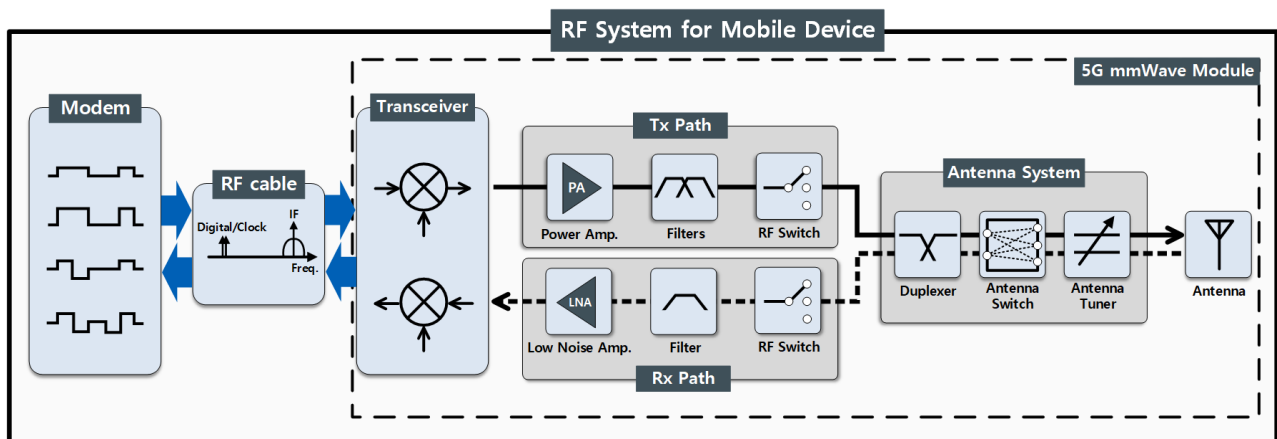 RF System for Mobile Device
5G mmWave Module
Modem
RF cable
Digital/Clock
IF
Freq.
Transceiver
Tx Path
PA
Power Amp.
Filters
RF Switch
LNA
Low Noise Amp.
Filter
RF Switch
Rx Path
Antenna System
Duplexer
Antenna
Switch
Antenna
Tuner
Antenna